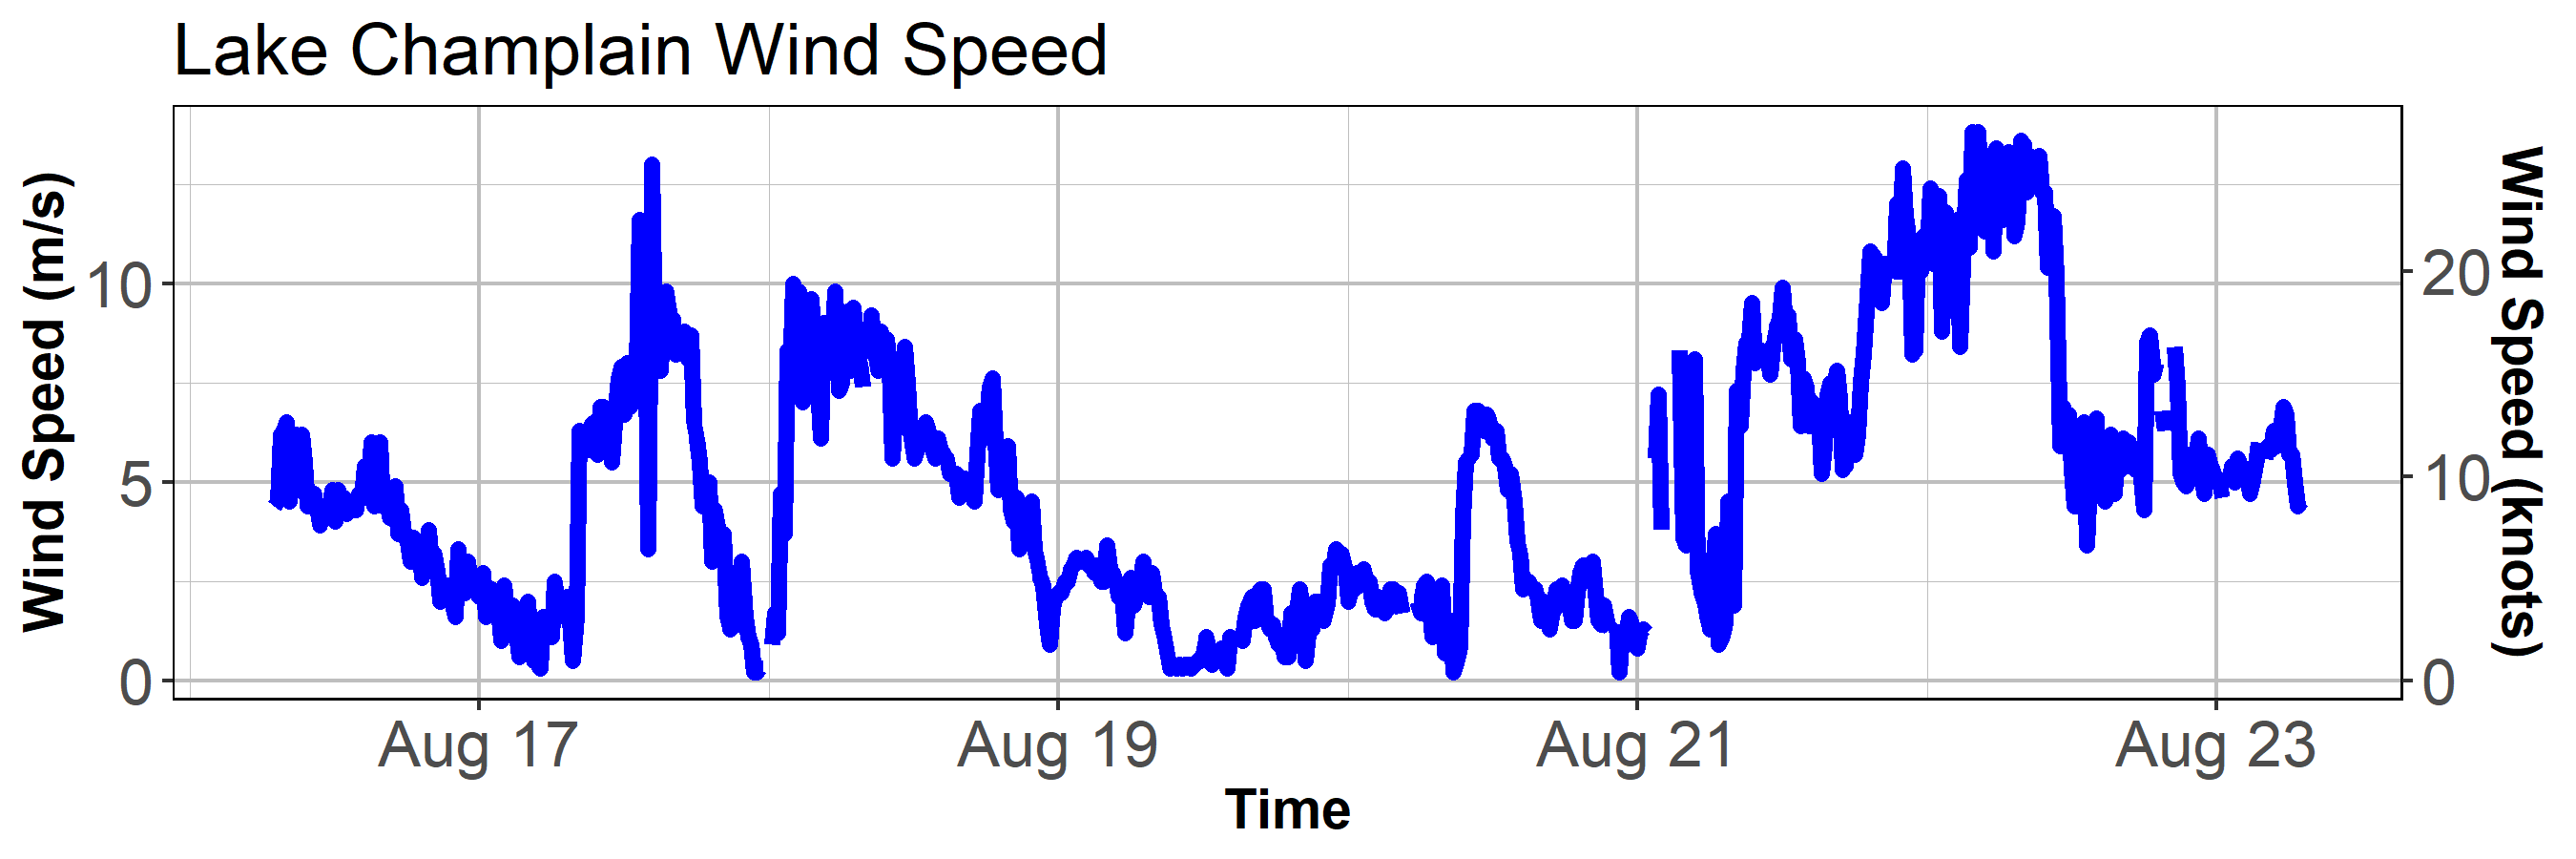 Lake Champlain Wind Speed
Wind Speed (m/s)
10
5
0
20
10
0
Wind Speed (knots)
Aug 17
Aug 19
Aug 21
Aug 23
Time